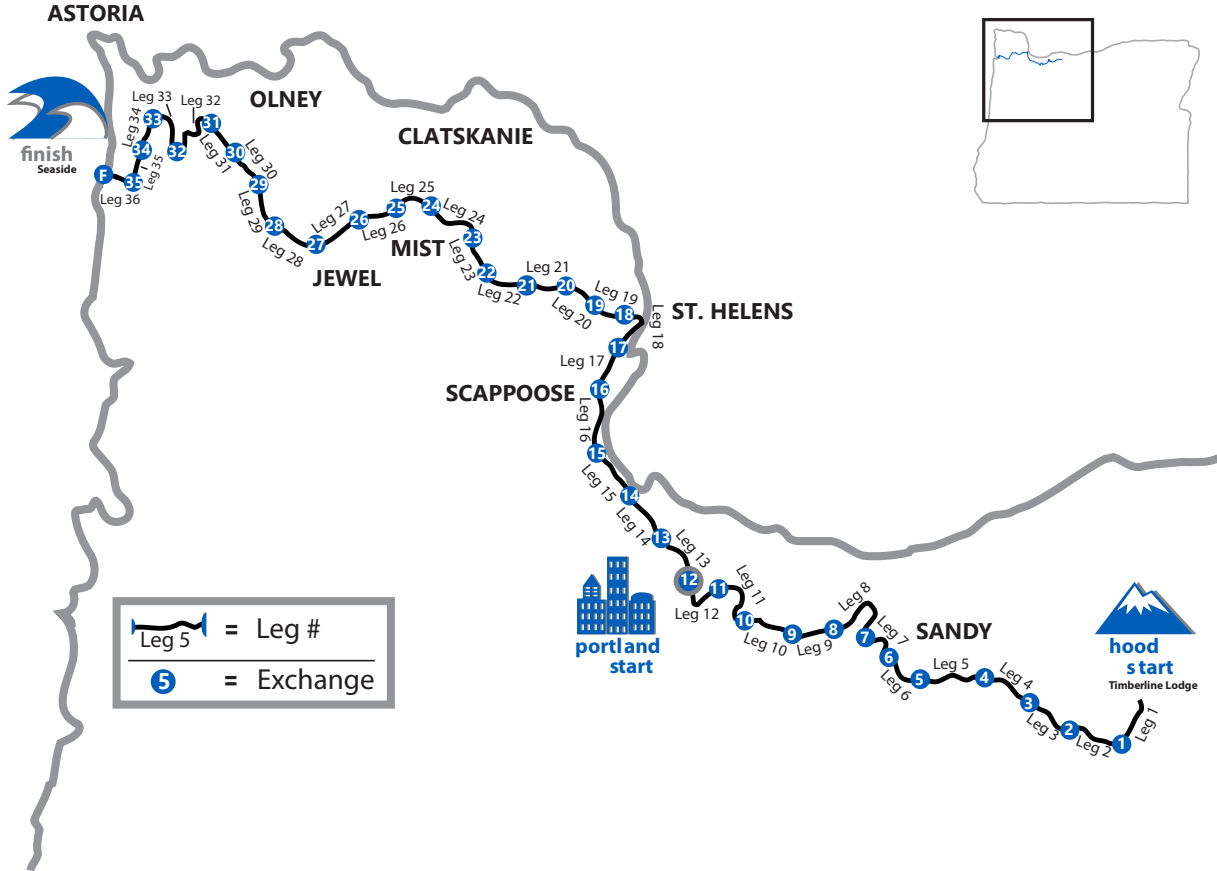 ASTORIA
OLNEY
CLATSKANIE
finish
Seaside
Leg 33
Leg 32
Leg 34
33
31
34
32
30
Leg 31
Leg 30
Leg 35
F
35
29
Leg 36
Leg 29
28
Leg 28
27
Leg 27
26
Leg 26
25
Leg 25
24
Leg 24
MIST
JEWEL
23
Leg 23
22
Leg 22
21
Leg 21
20
Leg 20
19
Leg 19
18
Leg 18
ST. HELENS
17
Leg 17
SCAPPOOSE
16
Leg 16
15
Leg 15
14
Leg 14
13
Leg 13
12
Leg 12
11
Leg 11
10
Leg 10
9
Leg 9
8
Leg 8
7
Leg 7
SANDY
6
Leg 6
5
Leg 5
4
Leg 4
3
Leg 3
2
Leg 2
1
Leg 1
portland
start
hood
start
Timberline Lodge
Leg 5 = Leg #
5 = Exchange